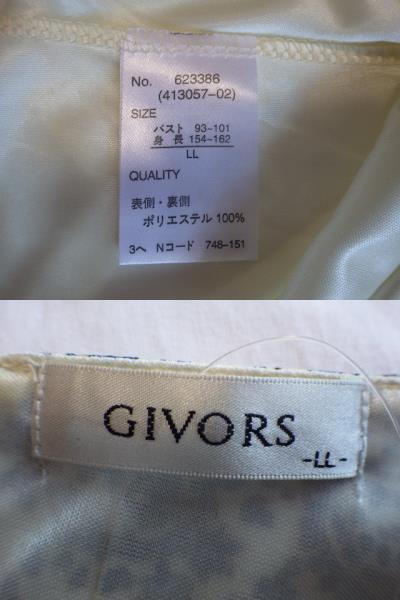 No. 623386
(413057-02)
SIZE
バスト 93-101
身 長 154-162
LL
QUALITY
表側・裏側
ポリエステル 100%
3ヘ Nコード 748-151
GIVORS
-LL-